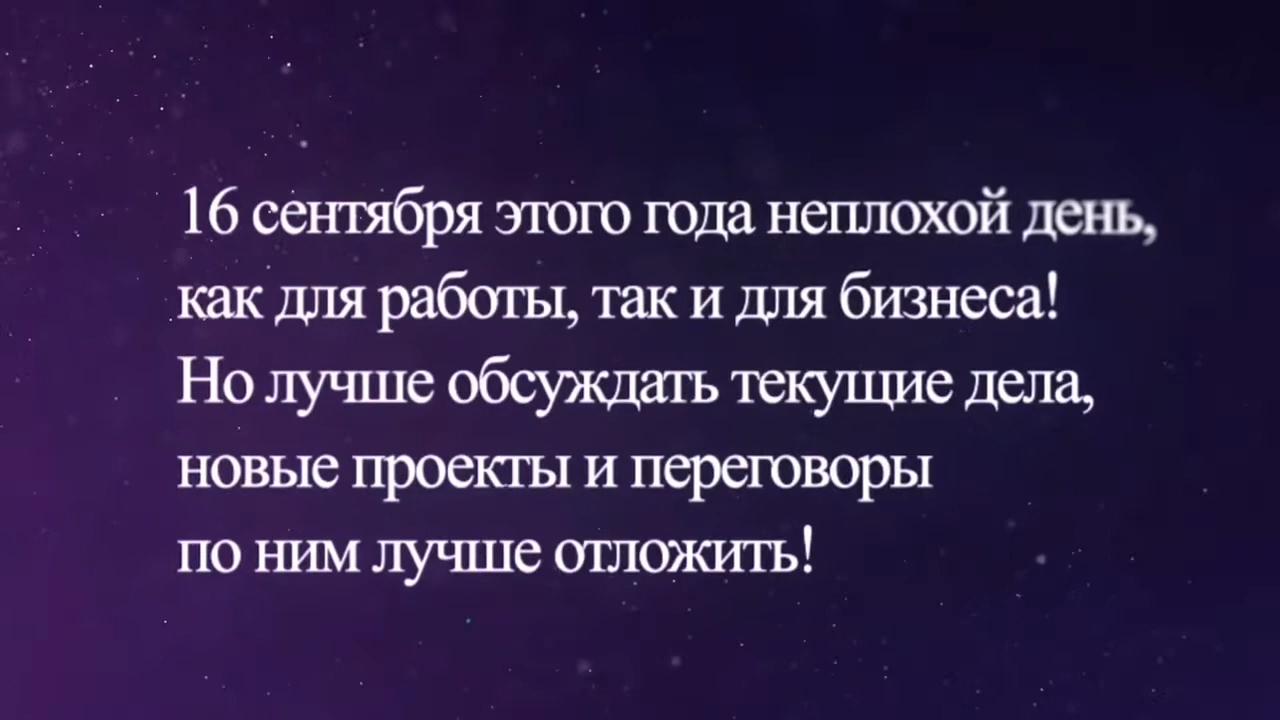 16 сентября этого года неплохой день,
как для работы, так и для бизнеса!
Но лучше обсуждать текущие дела,
новые проекты и переговоры
по ним лучше отложить!